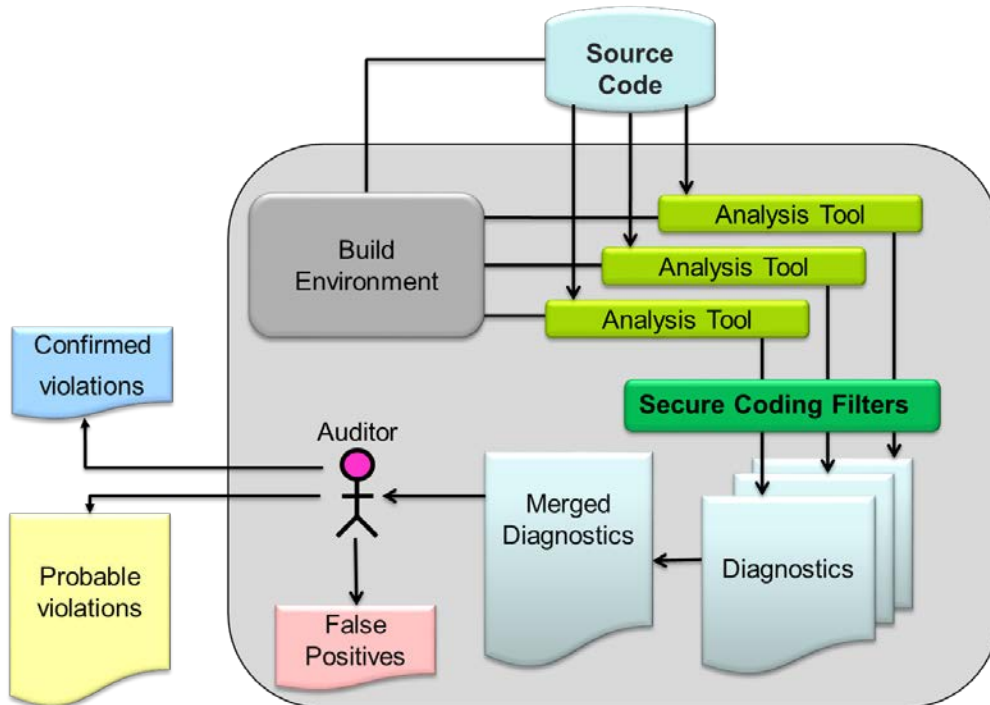 Source
Code
Analysis Tool
Build
Environment
Analysis Tool
Analysis Tool
Confirmed
violations
Secure Coding Filters
Auditor
Merged
Diagnostics
Diagnostics
Probable
violations
False
Positives